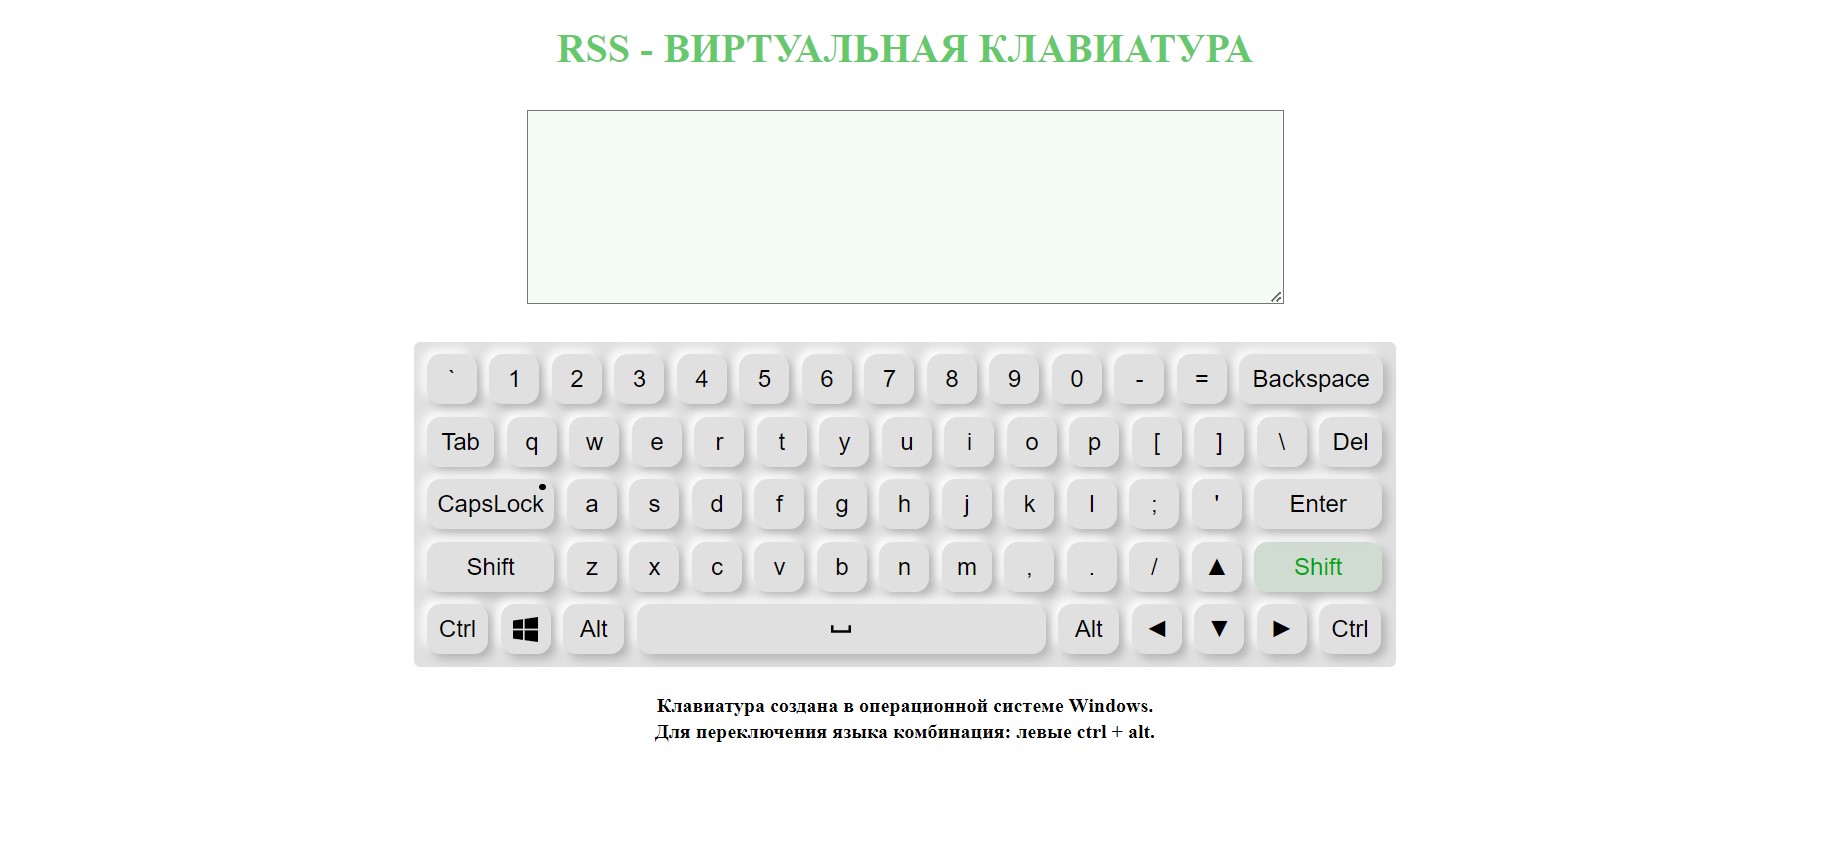 RSS - ВИРТУАЛЬНАЯ КЛАВИАТУРА
` 1 2 3 4 5 6 7 8 9 0 - = Backspace
Tab q w e r t y u i o p [ ] \ Del
CapsLock a s d f g h j k l ; ' Enter
Shift z x c v b n m , . / ▲ Shift
Ctrl Alt ⎵ Alt ◄ ▼ ► Ctrl
Клавиатура создана в операционной системе Windows.
Для переключения языка комбинация: левые ctrl + alt.